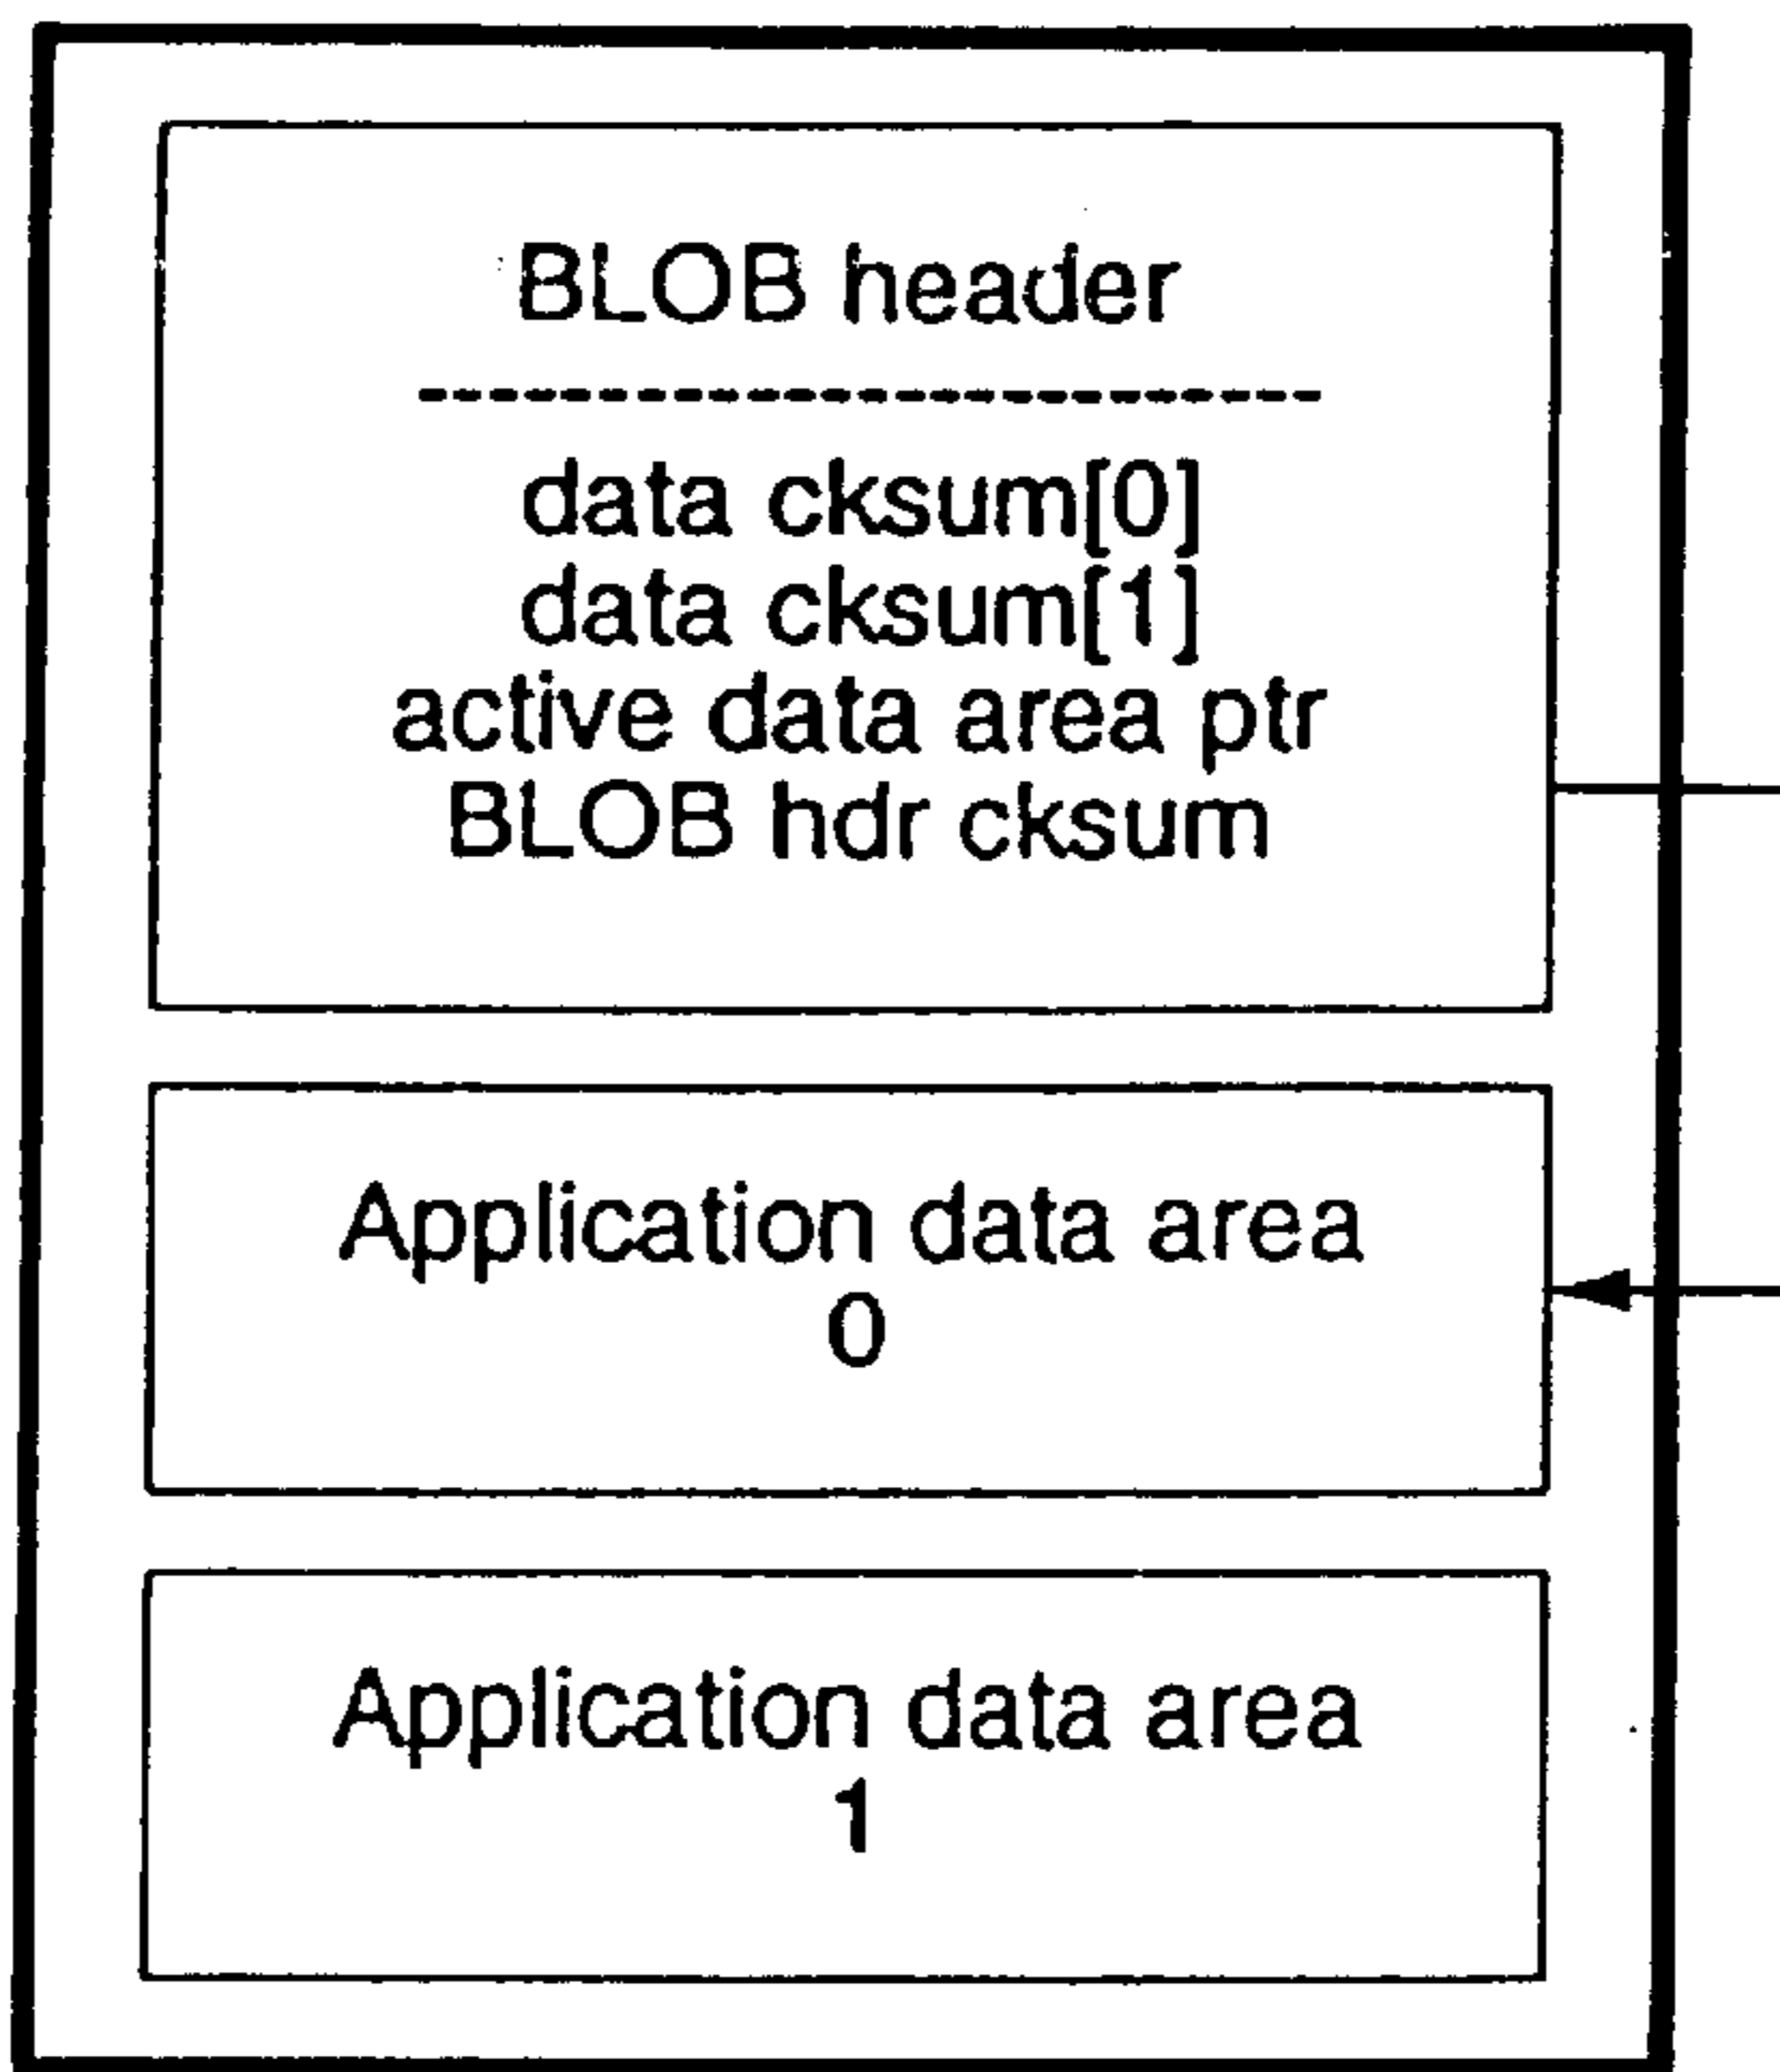 BLOB header
data cksum[0]
data cksum[1]
active data area ptr
BLOB hdr cksum
Application data area
0
Application data area
1